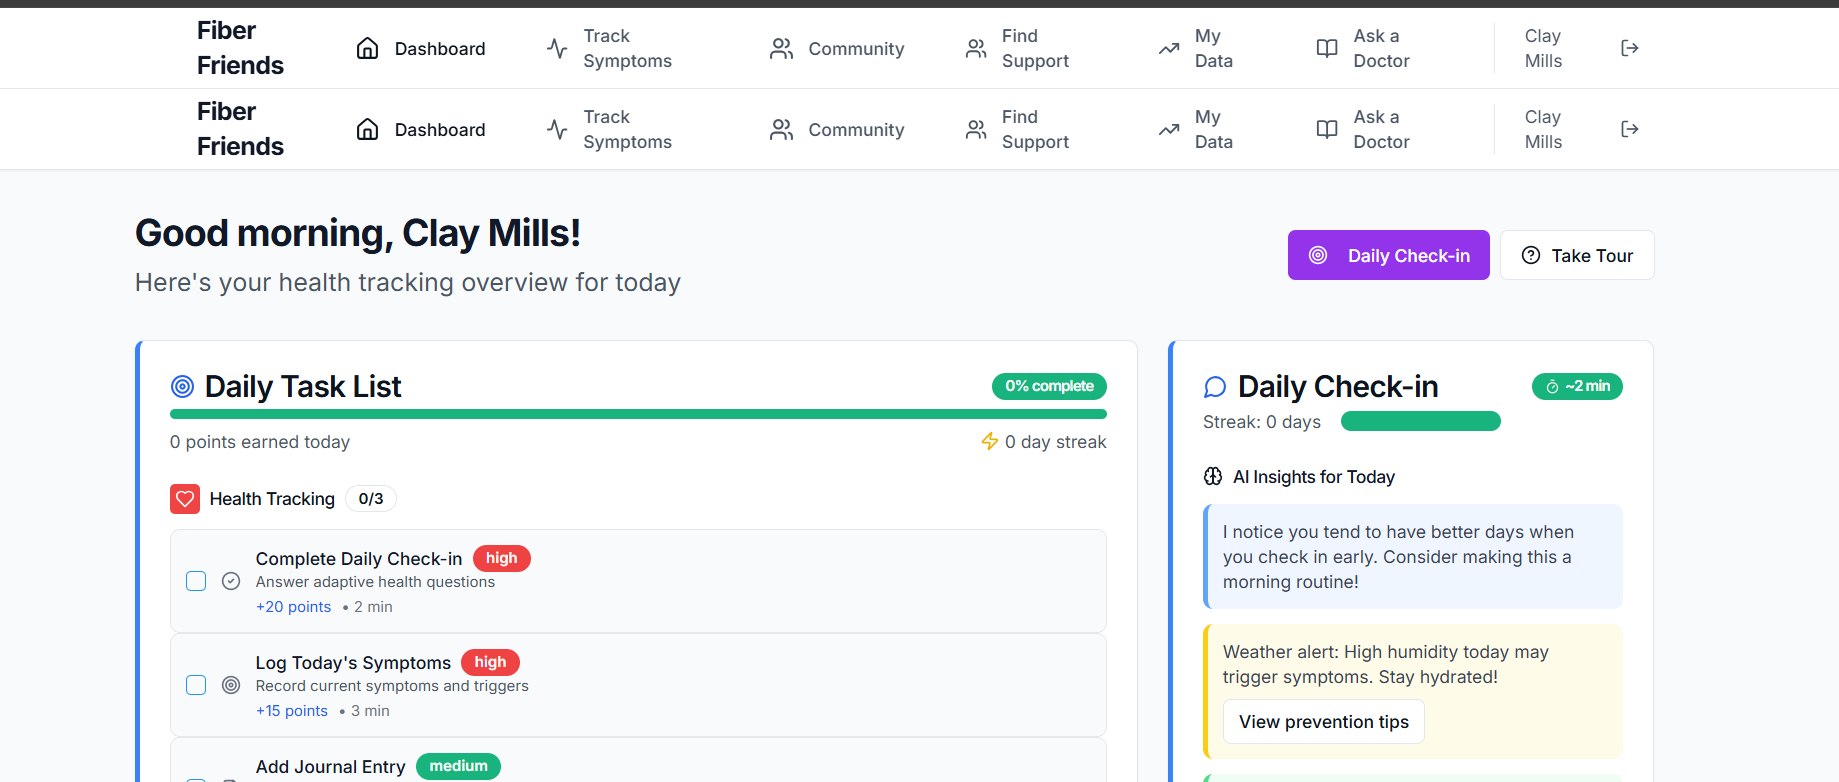 Fiber
Friends
Dashboard
Track
Symptoms
Community
Find
Support
My
Data
Ask a
Doctor
Clay
Mills
Fiber
Friends
Dashboard
Track
Symptoms
Community
Find
Support
My
Data
Ask a
Doctor
Clay
Mills
Good morning, Clay Mills!
Here's your health tracking overview for today
Daily Check-in
Take Tour
Daily Task List
0% complete
0 points earned today
0 day streak
Health Tracking 0/3
Complete Daily Check-in high
Answer adaptive health questions
+20 points • 2 min
Log Today's Symptoms high
Record current symptoms and triggers
+15 points • 3 min
Add Journal Entry medium
Daily Check-in
~2 min
Streak: 0 days
AI Insights for Today
I notice you tend to have better days when
you check in early. Consider making this a
morning routine!
Weather alert: High humidity today may
trigger symptoms. Stay hydrated!
View prevention tips